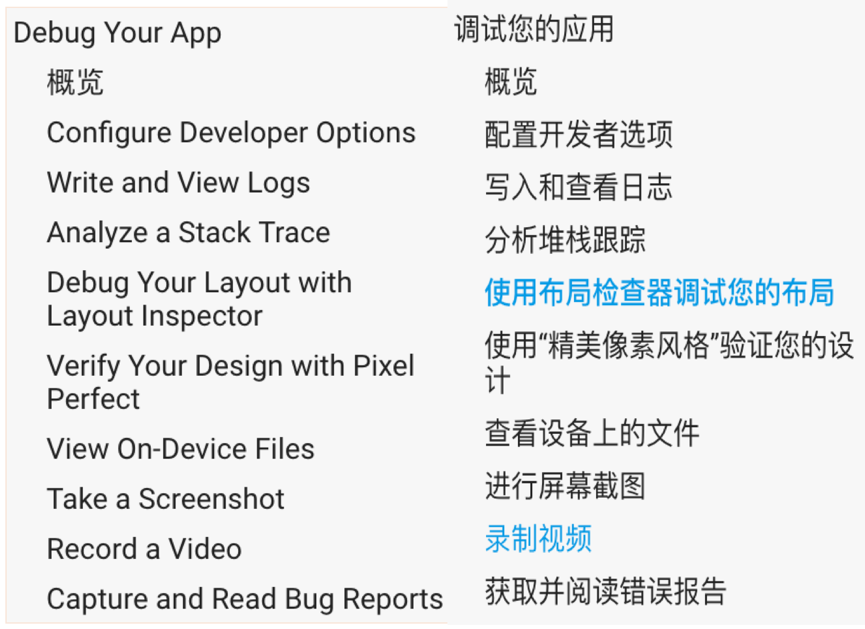 Debug Your App
概览
Configure Developer Options
Write and View Logs
Analyze a Stack Trace
Debug Your Layout with
Layout Inspector
Verify Your Design with Pixel
Perfect
View On-Device Files
Take a Screenshot
Record a Video
Capture and Read Bug Reports
调试您的应用
概览
配置开发者选项
写入和查看日志
分析堆栈跟踪
使用布局检查器调试您的布局
使用“精美像素风格”验证您的设
计
查看设备上的文件
进行屏幕截图
录制视频
获取并阅读错误报告